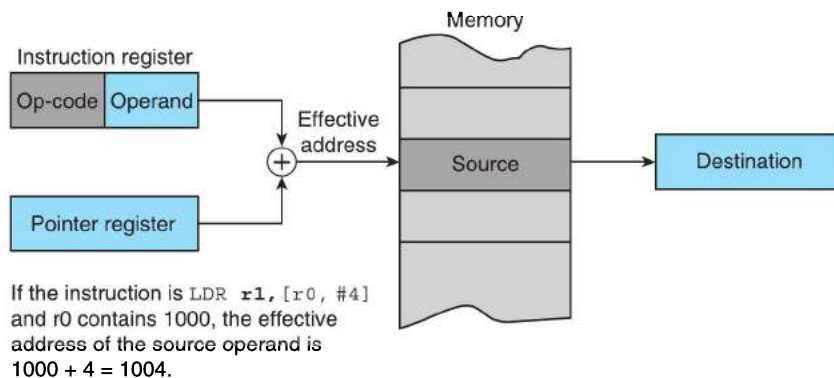 Memory
Instruction register
Op-code Operand
Effective
address
Source
Destination
Pointer register
If the instruction is LDR r1, [r0, #4]
and r0 contains 1000, the effective
address of the source operand is
1000 + 4 = 1004.